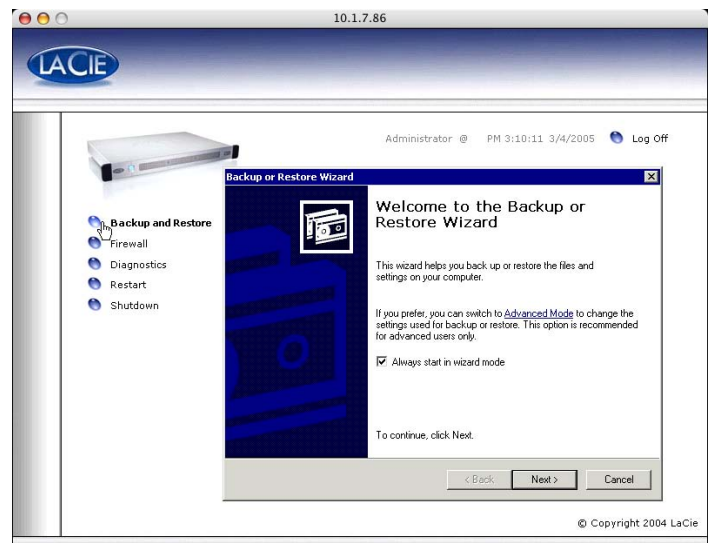 10.1.7.86
LACIE
Administrator @ PM 3:10:11 3/4/2005 Log Off
Backup and Restore
Firewall
Diagnostics
Restart
Shutdown
Backup or Restore Wizard
Welcome to the Backup or
Restore Wizard
This wizard helps you back up or restore the files and
settings on your computer.
If you prefer, you can switch to Advanced Mode to change the
settings used for backup or restore. This option is recommended
for advanced users only.
Always start in wizard mode
To continue, click Next.
< Back Next > Cancel
© Copyright 2004 LaCie